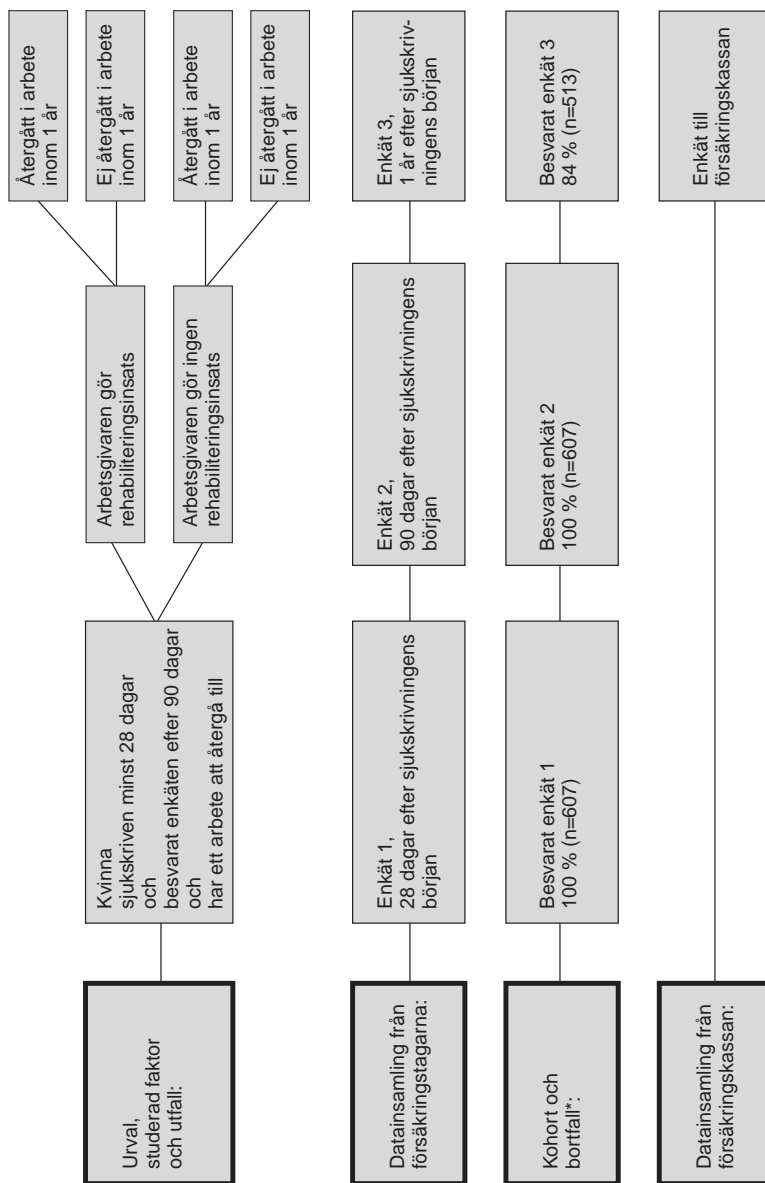 Urval,
studerad faktor
och utfall:
Kvinna
sjukskriven minst 28 dagar
och
besvarat enkäten efter 90 dagar
och
har ett arbete att återgå till
Arbetsgivaren gör
rehabiliteringsinsats
Arbetsgivaren gör ingen
rehabiliteringsinsats
Återgått i arbete
inom 1 år
Ej återgått i arbete
inom 1 år
Återgått i arbete
inom 1 år
Ej återgått i arbete
inom 1 år
Datainsamling från
försäkringstagarna:
Enkät 1,
28 dagar efter sjukskrivningens
början
Enkät 2,
90 dagar efter sjukskrivningens
början
Enkät 3,
1 år efter sjukskriv-
ningens början
Kohort och
bortfall*:
Besvarat enkät 1
100 % (n=607)
Besvarat enkät 2
100 % (n=607)
Besvarat enkät 3
84 % (n=513)
Datainsamling från
försäkringskassan:
Enkät till
försäkringskassan